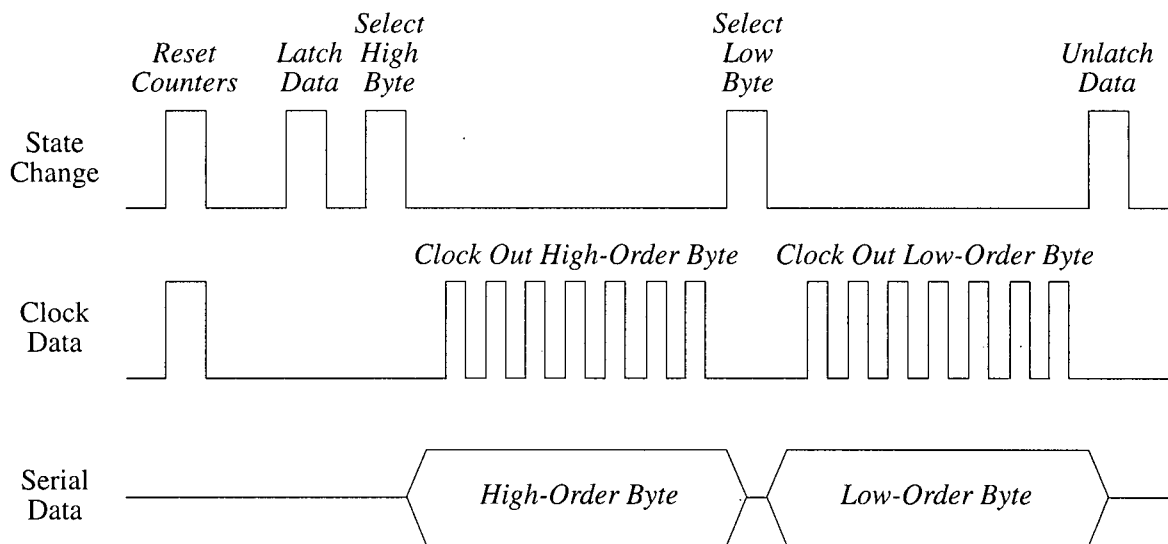 Reset
Counters
Latch
Data
Select
High
Byte
Select
Low
Byte
Unlatch
Data
State
Change
Clock Out High-Order Byte
Clock Out Low-Order Byte
Clock
Data
Serial
Data
High-Order Byte
Low-Order Byte